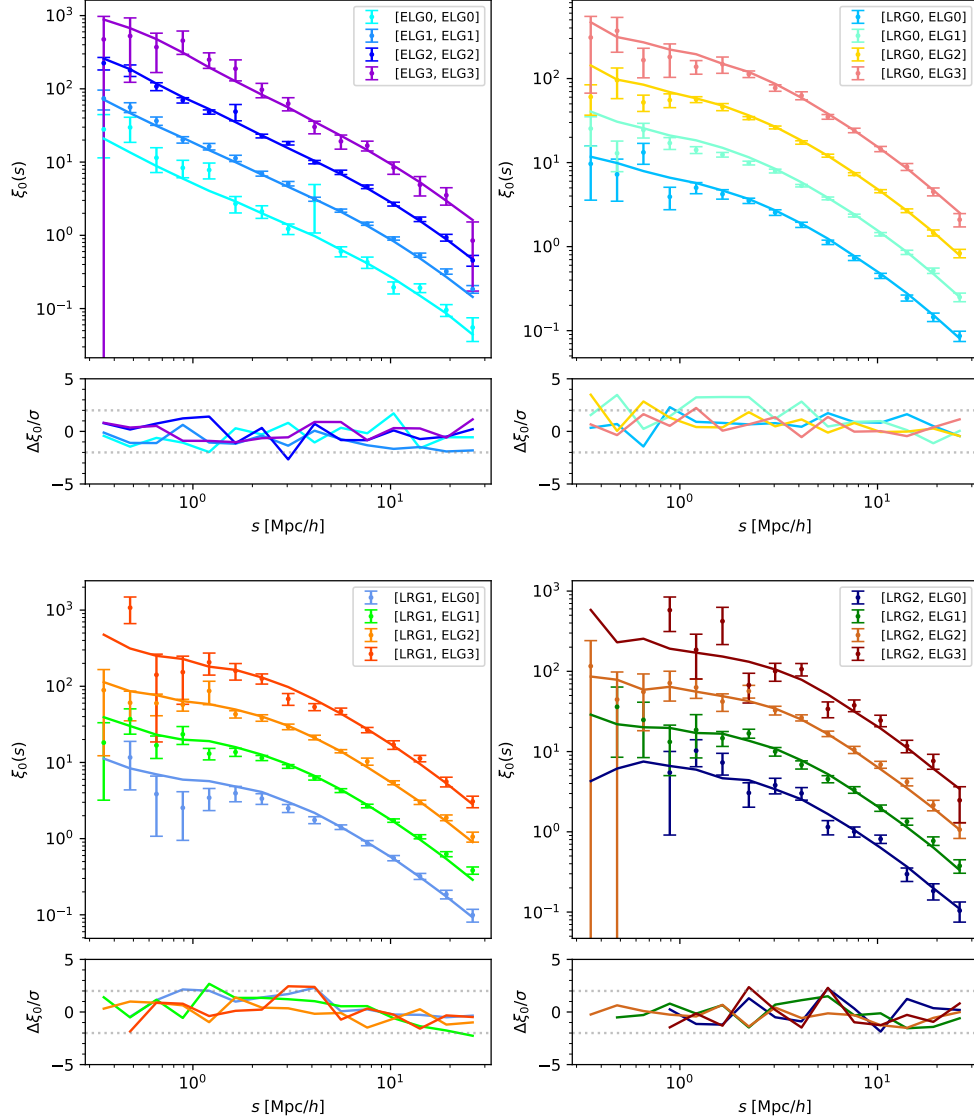 10³
10²
10¹
10⁰
10⁻¹
ξ₀(s)
[ELG0, ELG0]
[ELG1, ELG1]
[ELG2, ELG2]
[ELG3, ELG3]
5
0
−5
Δξ₀/σ
10⁰
10¹
s [Mpc/h]
10²
10¹
10⁰
10⁻¹
ξ₀(s)
[LRG0, ELG0]
[LRG0, ELG1]
[LRG0, ELG2]
[LRG0, ELG3]
5
0
−5
Δξ₀/σ
10⁰
10¹
s [Mpc/h]
10³
10²
10¹
10⁰
10⁻¹
ξ₀(s)
[LRG1, ELG0]
[LRG1, ELG1]
[LRG1, ELG2]
[LRG1, ELG3]
5
0
−5
Δξ₀/σ
10⁰
10¹
s [Mpc/h]
10³
10²
10¹
10⁰
10⁻¹
ξ₀(s)
[LRG2, ELG0]
[LRG2, ELG1]
[LRG2, ELG2]
[LRG2, ELG3]
5
0
−5
Δξ₀/σ
10⁰
10¹
s [Mpc/h]